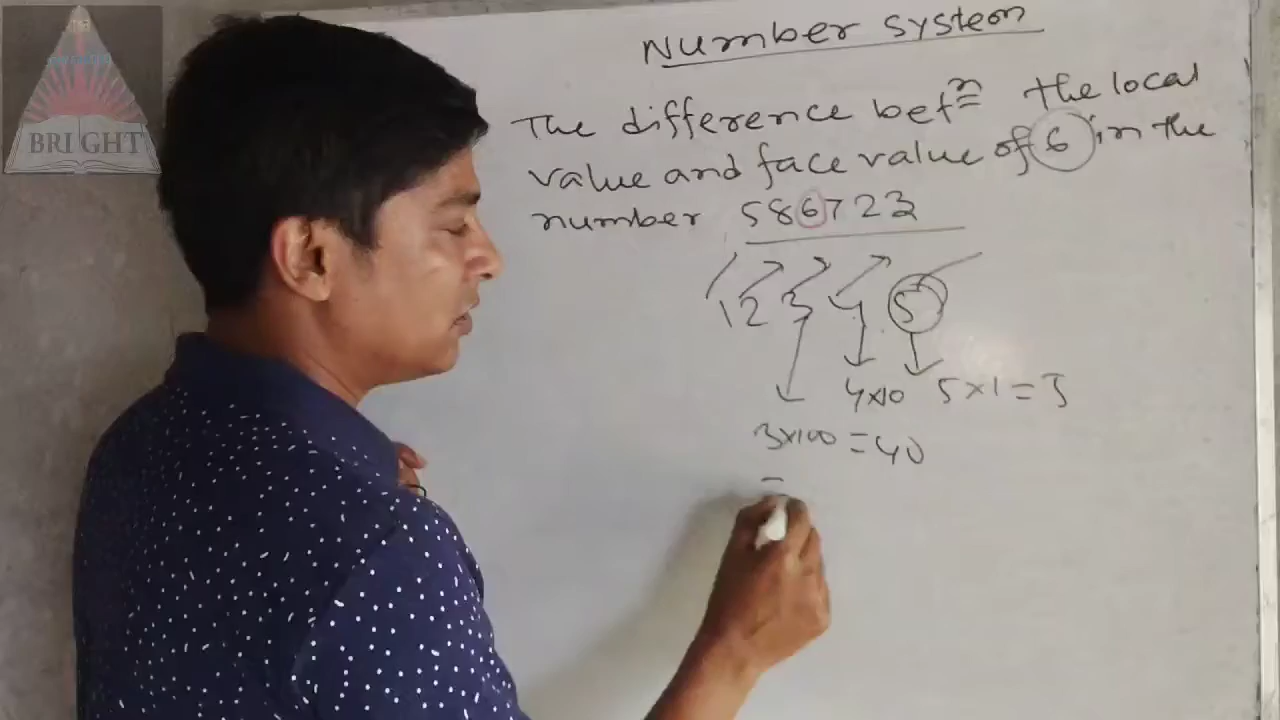 BRIGHT
Number system
The difference betn the local
value and face value of 6 in the
number 586723
1 2 3 4 5
4×10 5×1=5
3×100 =40
=